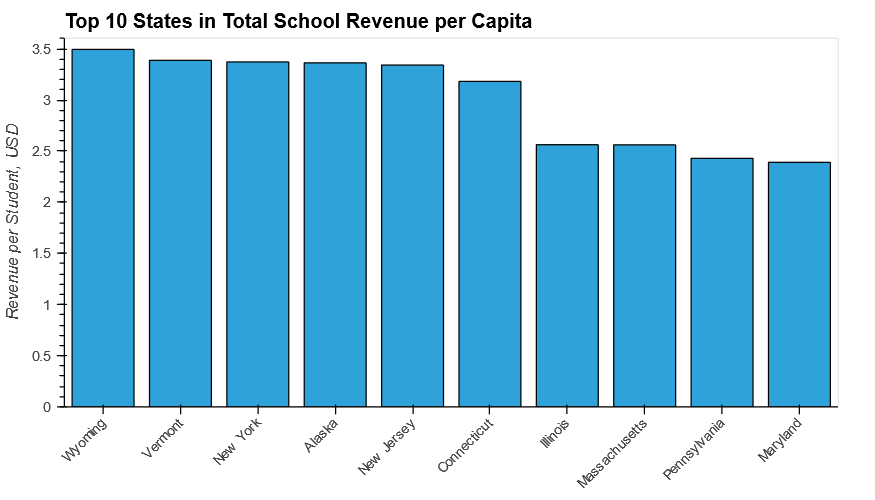 Top 10 States in Total School Revenue per Capita
Revenue per Student, USD
3.5
3
2.5
2
1.5
1
0.5
0
Wyoming
Vermont
New York
Alaska
New Jersey
Connecticut
Illinois
Massachusetts
Pennsylvania
Maryland